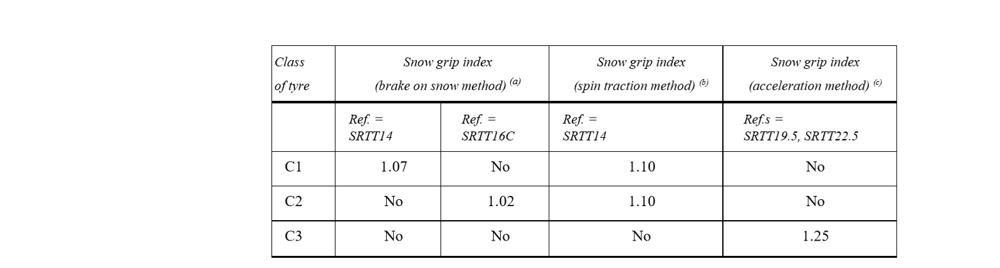 Class of tyre Snow grip index (brake on snow method) (a) Snow grip index (spin traction method) (b) Snow grip index (acceleration method) (c)
Ref. = SRTT14 Ref. = SRTT16C Ref. = SRTT14 Ref.s = SRTT19.5, SRTT22.5
C1 1.07 No 1.10 No
C2 No 1.02 1.10 No
C3 No No No 1.25